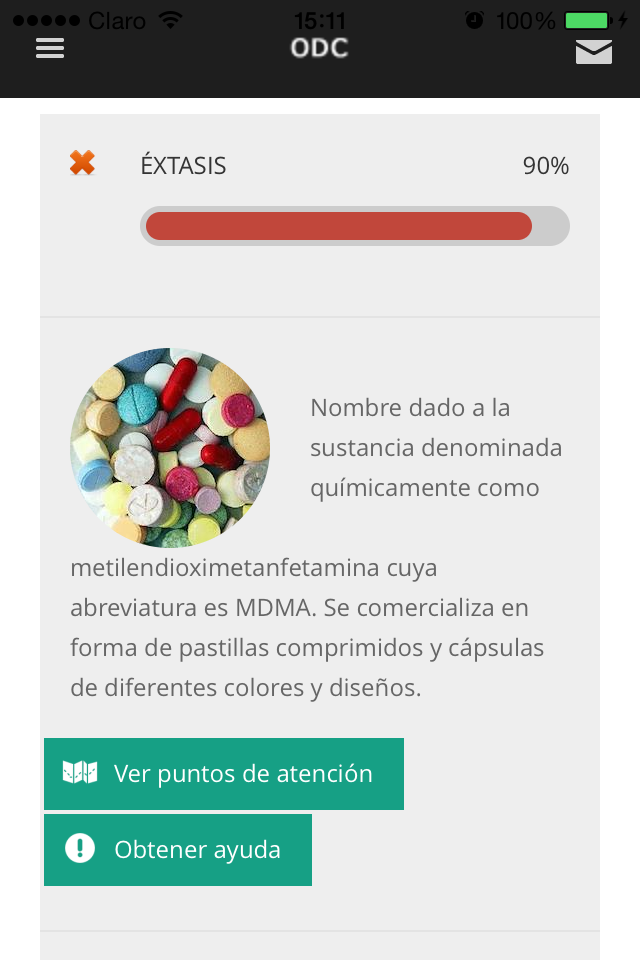 Claro 15:11 100%
ODC
ÉXTASIS 90%
Nombre dado a la
sustancia denominada
químicamente como
metilendioximetanfetamina cuya
abreviatura es MDMA. Se comercializa en
forma de pastillas comprimidos y cápsulas
de diferentes colores y diseños.
Ver puntos de atención
Obtener ayuda